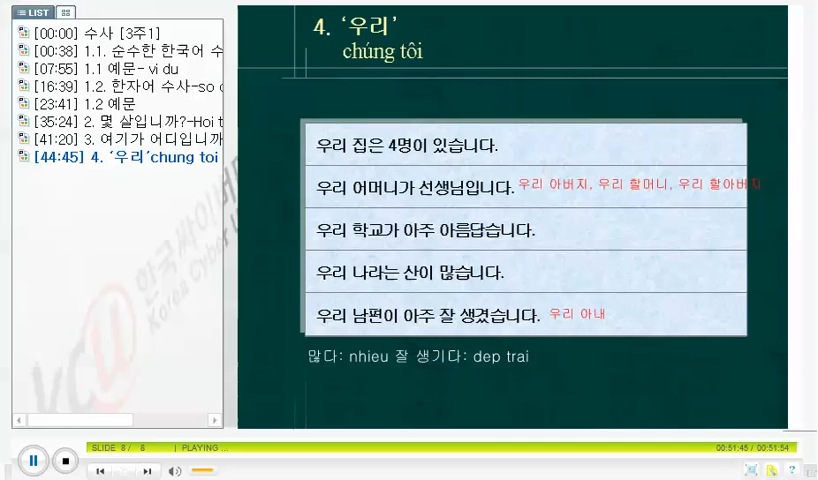 LIST
[00:00] 수사 [3주1]
[00:38] 1.1. 순수한 한국어 수
[07:55] 1.1 예문- vi du
[16:39] 1.2. 한자어 수사-so
[23:41] 1.2 예문
[35:24] 2. 몇 살입니까?-Hoi t
[41:20] 3. 여기가 어디입니까
[44:45] 4. ‘우리’chung toi
4. ‘우리’
chúng tôi
우리 집은 4명이 있습니다.
우리 어머니가 선생님입니다. 우리 아버지, 우리 할머니, 우리 할아버지
우리 학교가 아주 아름답습니다.
우리 나라는 산이 많습니다.
우리 남편이 아주 잘 생겼습니다. 우리 아내
많다: nhieu 잘 생기다: dep trai
한국싸이버
Korea Cyber U
KCU
SLIDE 8 / 8 | PLAYING ...
00:51:45 / 00:51:54